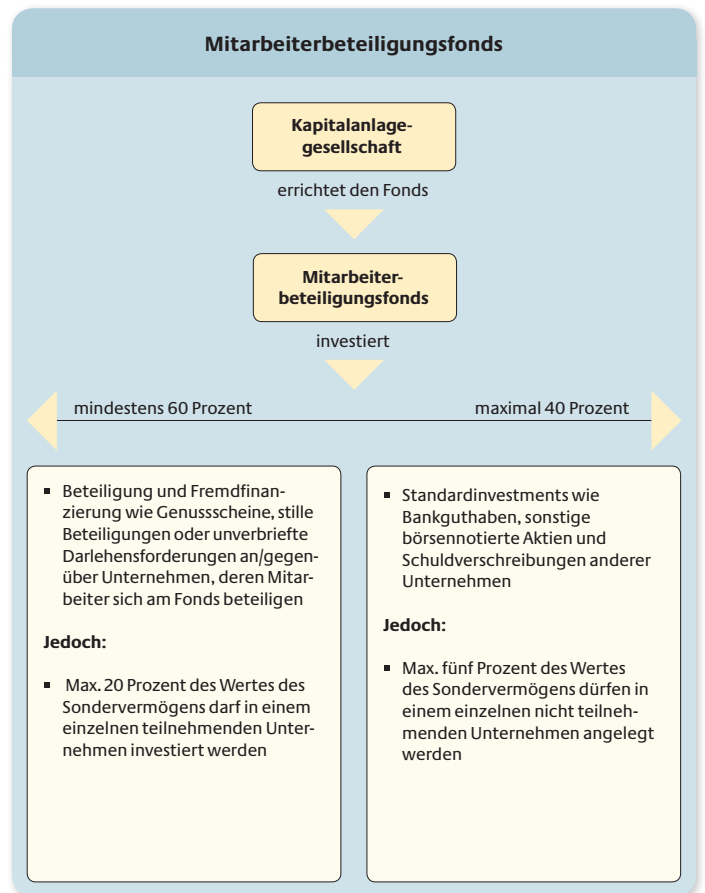 Mitarbeiterbeteiligungsfonds
Kapitalanlage-
gesellschaft
errichtet den Fonds
Mitarbeiter-
beteiligungsfonds
investiert
mindestens 60 Prozent
maximal 40 Prozent
▪ Beteiligung und Fremdfinan-
zierung wie Genussscheine, stille
Beteiligungen oder unverbriefte
Darlehensforderungen an/gegen-
über Unternehmen, deren Mitar-
beiter sich am Fonds beteiligen
Jedoch:
▪ Max. 20 Prozent des Wertes des
Sondervermögens darf in einem
einzelnen teilnehmenden Unter-
nehmen investiert werden
▪ Standardinvestments wie
Bankguthaben, sonstige
börsennotierte Aktien und
Schuldverschreibungen anderer
Unternehmen
Jedoch:
▪ Max. fünf Prozent des Wertes
des Sondervermögens dürfen in
einem einzelnen nicht teilneh-
menden Unternehmen angelegt
werden